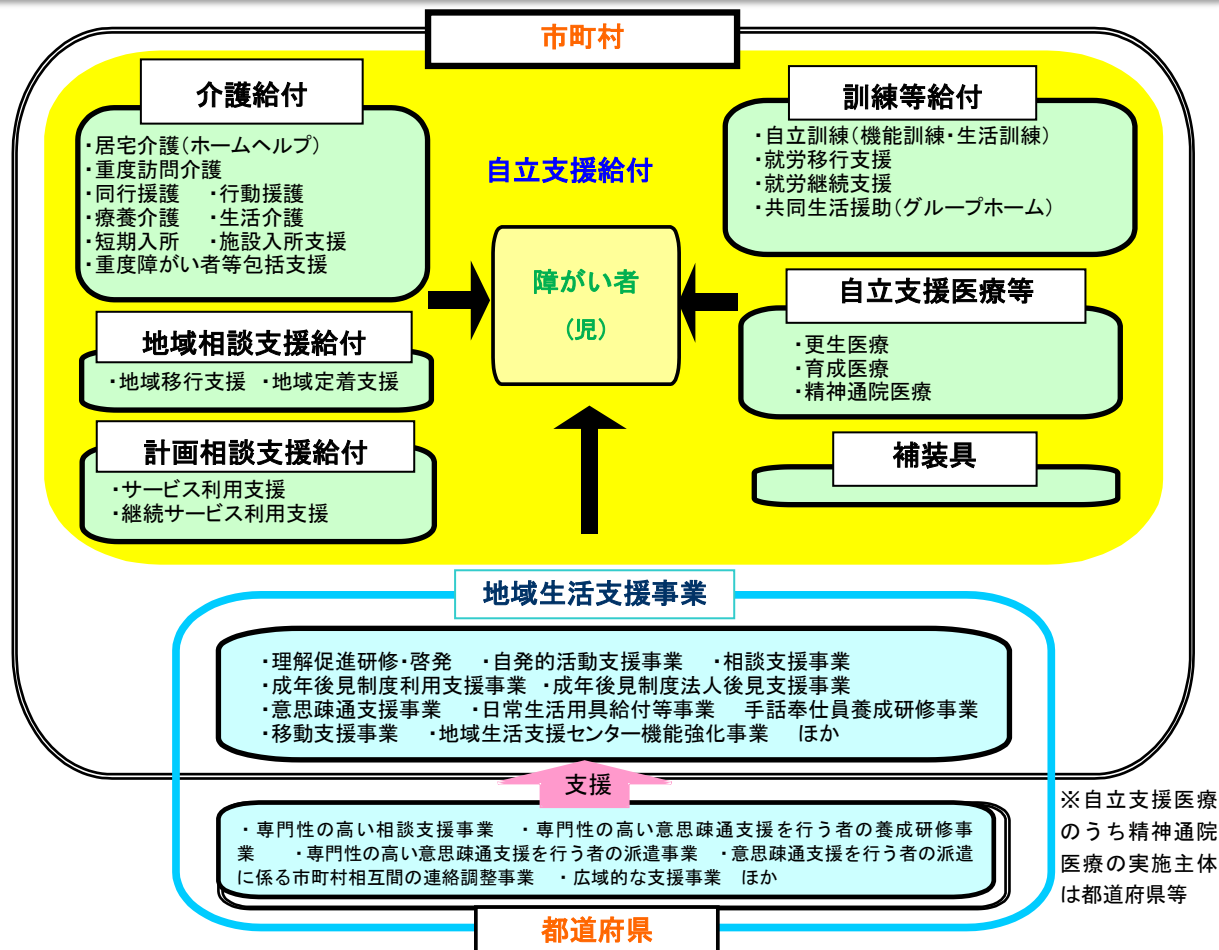 市町村
介護給付
・居宅介護(ホームヘルプ)
・重度訪問介護
・同行援護　・行動援護
・療養介護　・生活介護
・短期入所　・施設入所支援
・重度障がい者等包括支援
地域相談支援給付
・地域移行支援　・地域定着支援
計画相談支援給付
・サービス利用支援
・継続サービス利用支援
自立支援給付
障がい者
(児)
訓練等給付
・自立訓練(機能訓練・生活訓練)
・就労移行支援
・就労継続支援
・共同生活援助(グループホーム)
自立支援医療等
・更生医療
・育成医療
・精神通院医療
補装具
地域生活支援事業
・理解促進研修・啓発　・自発的活動支援事業　・相談支援事業
・成年後見制度利用支援事業　・成年後見制度法人後見支援事業
・意思疎通支援事業　・日常生活用具給付等事業　手話奉仕員養成研修事業
・移動支援事業　・地域生活支援センター機能強化事業　ほか
支援
・専門性の高い相談支援事業　・専門性の高い意思疎通支援を行う者の養成研修事
業　・専門性の高い意思疎通支援を行う者の派遣事業　・意思疎通支援を行う者の派遣
に係る市町村相互間の連絡調整事業　・広域的な支援事業　ほか
都道府県
※自立支援医療
のうち精神通院
医療の実施主体
は都道府県等